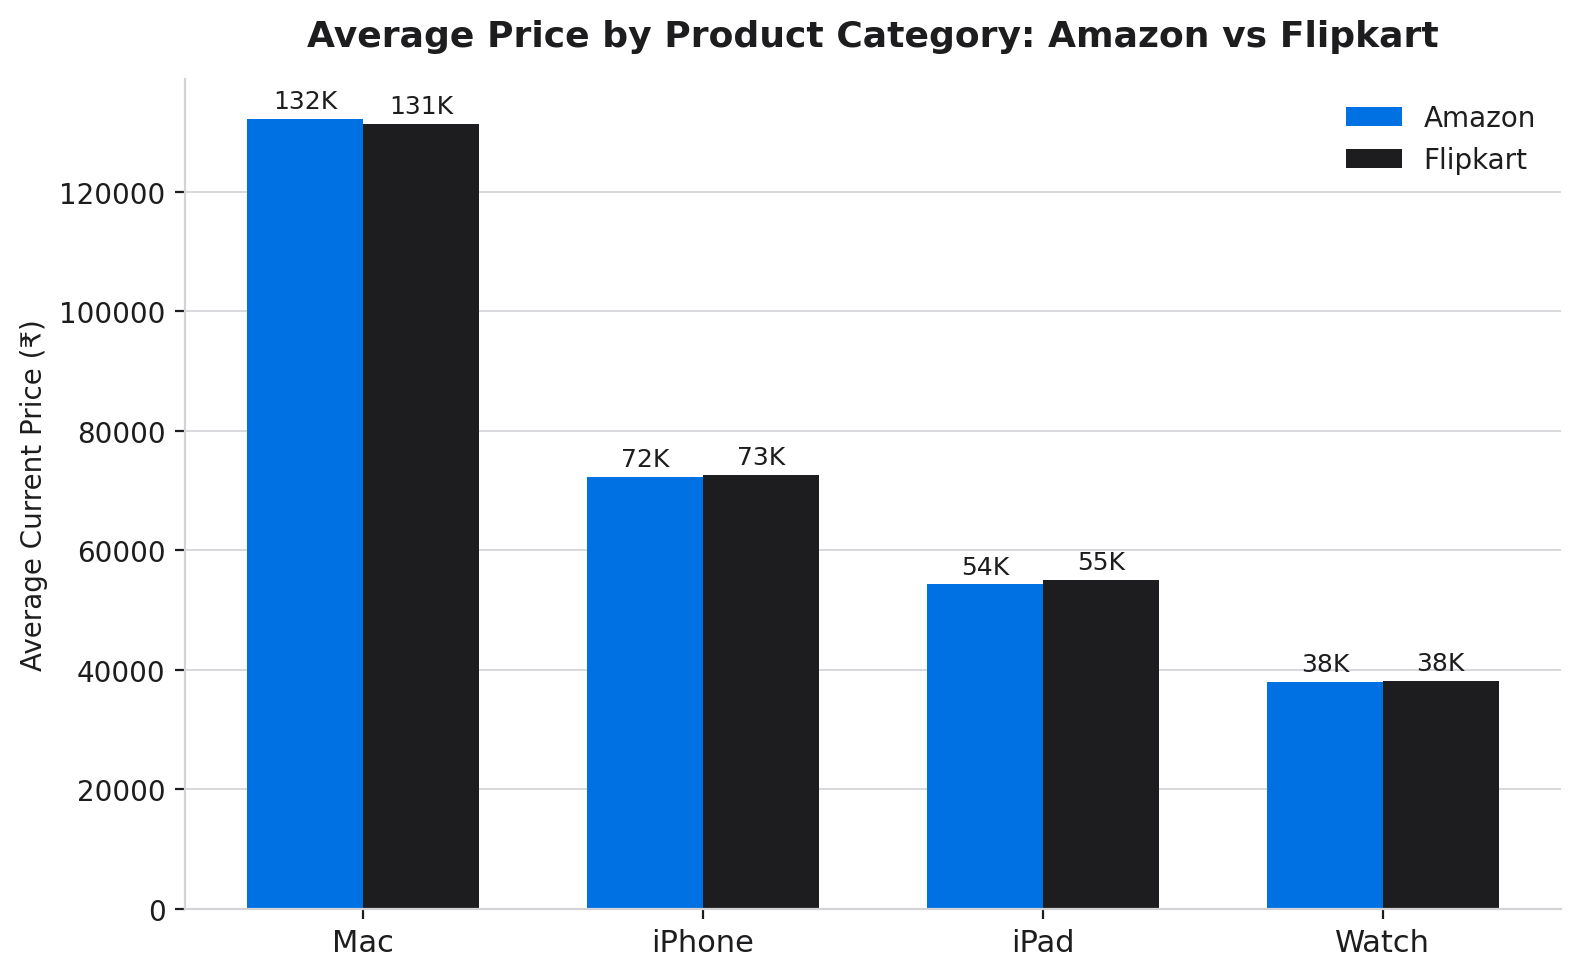 Average Price by Product Category: Amazon vs Flipkart
Amazon
Flipkart
132K
131K
72K
73K
54K
55K
38K
38K
Average Current Price (₹)
120000
100000
80000
60000
40000
20000
0
Mac
iPhone
iPad
Watch